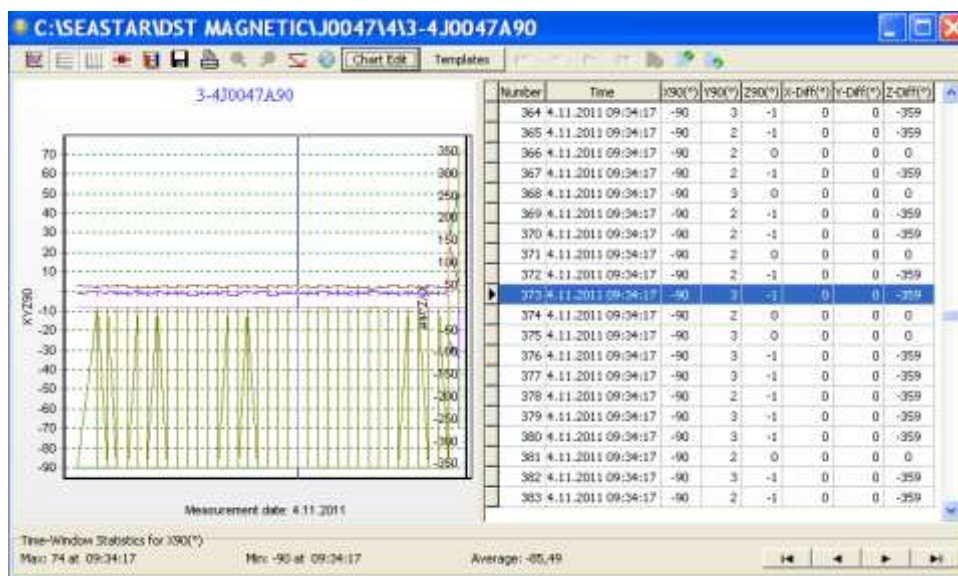 C:\SEASTAR\DST MAGNETIC\J0047\4\3-4J0047A90
Chart Edit Templates
3-4J0047A90
70
60
50
40
30
20
10
-10
-20
-30
-40
-50
-60
-70
-80
-90
XYZ90
350
300
250
200
150
100
50
-50
-100
-150
-200
-250
-300
-350
Measurement date: 4.11.2011
Number Time X90(°) Y90(°) Z90(°) X-Diff(°) Y-Diff(°) Z-Diff(°)
364 4.11.2011 09:34:17 -90 3 -1 0 0 -359
365 4.11.2011 09:34:17 -90 2 -1 0 0 -359
366 4.11.2011 09:34:17 -90 2 0 0 0 0
367 4.11.2011 09:34:17 -90 2 -1 0 0 -359
368 4.11.2011 09:34:17 -90 3 0 0 0 0
369 4.11.2011 09:34:17 -90 2 -1 0 0 -359
370 4.11.2011 09:34:17 -90 2 -1 0 0 -359
371 4.11.2011 09:34:17 -90 2 0 0 0 0
372 4.11.2011 09:34:17 -90 2 -1 0 0 -359
373 4.11.2011 09:34:17 -90 3 -1 0 0 -359
374 4.11.2011 09:34:17 -90 2 0 0 0 0
375 4.11.2011 09:34:17 -90 3 0 0 0 0
376 4.11.2011 09:34:17 -90 3 -1 0 0 -359
377 4.11.2011 09:34:17 -90 3 -1 0 0 -359
378 4.11.2011 09:34:17 -90 2 -1 0 0 -359
379 4.11.2011 09:34:17 -90 3 -1 0 0 -359
380 4.11.2011 09:34:17 -90 3 -1 0 0 -359
381 4.11.2011 09:34:17 -90 2 0 0 0 0
382 4.11.2011 09:34:17 -90 3 -1 0 0 -359
383 4.11.2011 09:34:17 -90 2 -1 0 0 -359
Time-Window Statistics for X90(°)
Max: 74 at 09:34:17 Min: -90 at 09:34:17 Average: -85,49